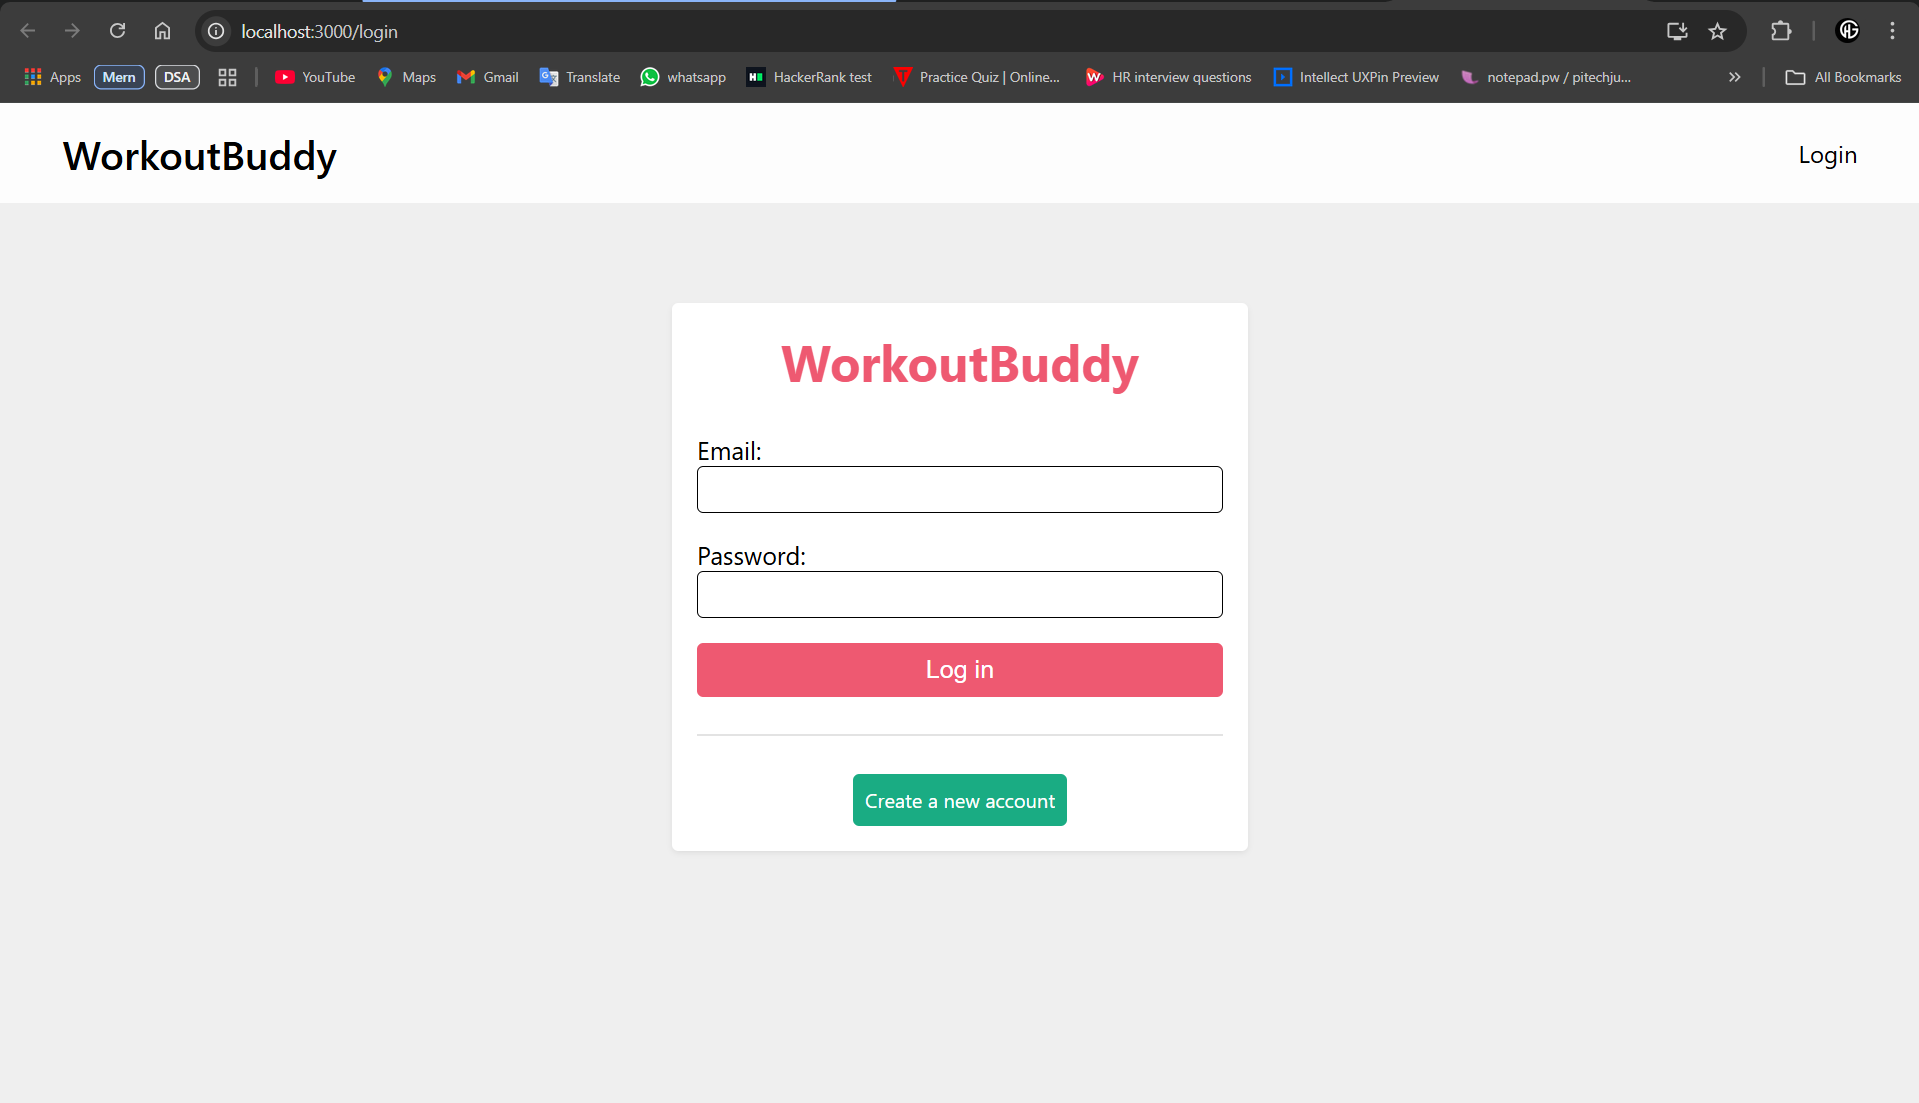 localhost:3000/login
Apps Mern DSA YouTube Maps Gmail Translate whatsapp HackerRank test Practice Quiz | Online... HR interview questions Intellect UXPin Preview notepad.pw / pitechju... » All Bookmarks
WorkoutBuddy Login
WorkoutBuddy
Email:
Password:
Log in
Create a new account